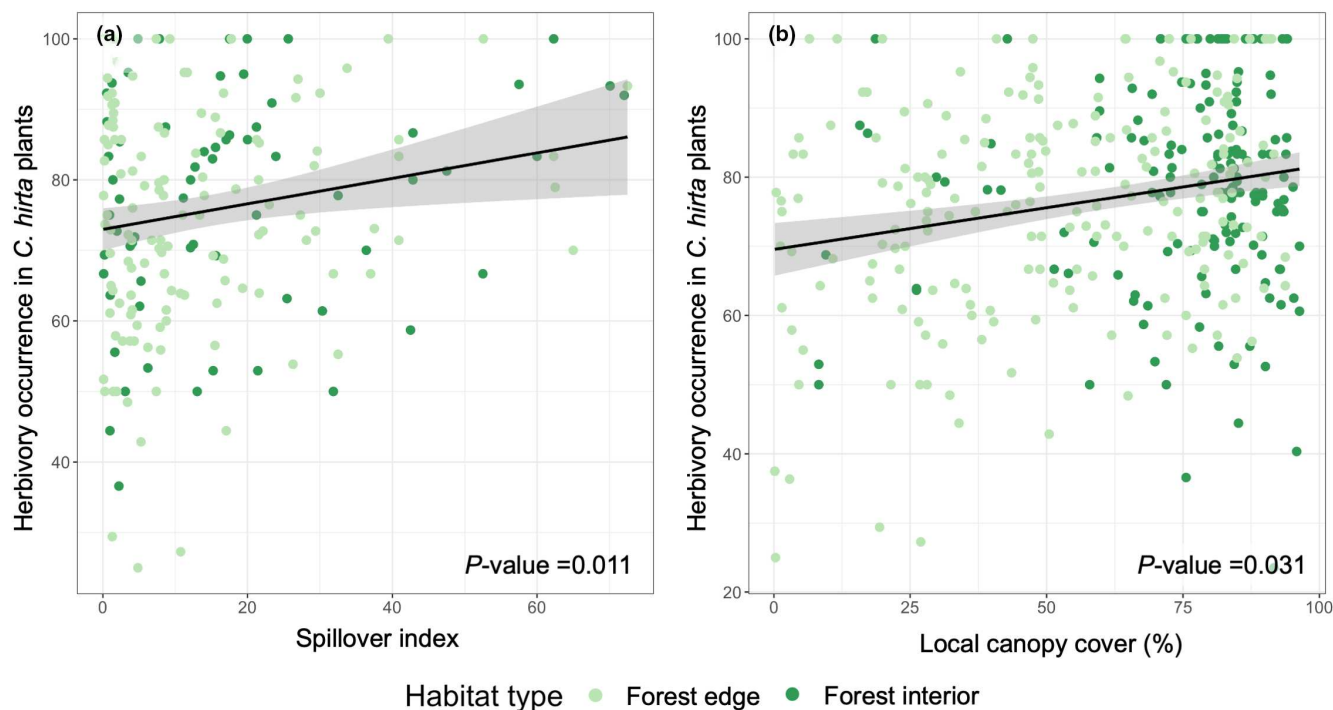 (a)
100
80
60
40
0
20
40
60
Herbivory occurrence in C. hirta plants
Spillover index
P-value =0.011
(b)
100
80
60
40
20
0
25
50
75
100
Herbivory occurrence in C. hirta plants
Local canopy cover (%)
P-value =0.031
Habitat type Forest edge Forest interior